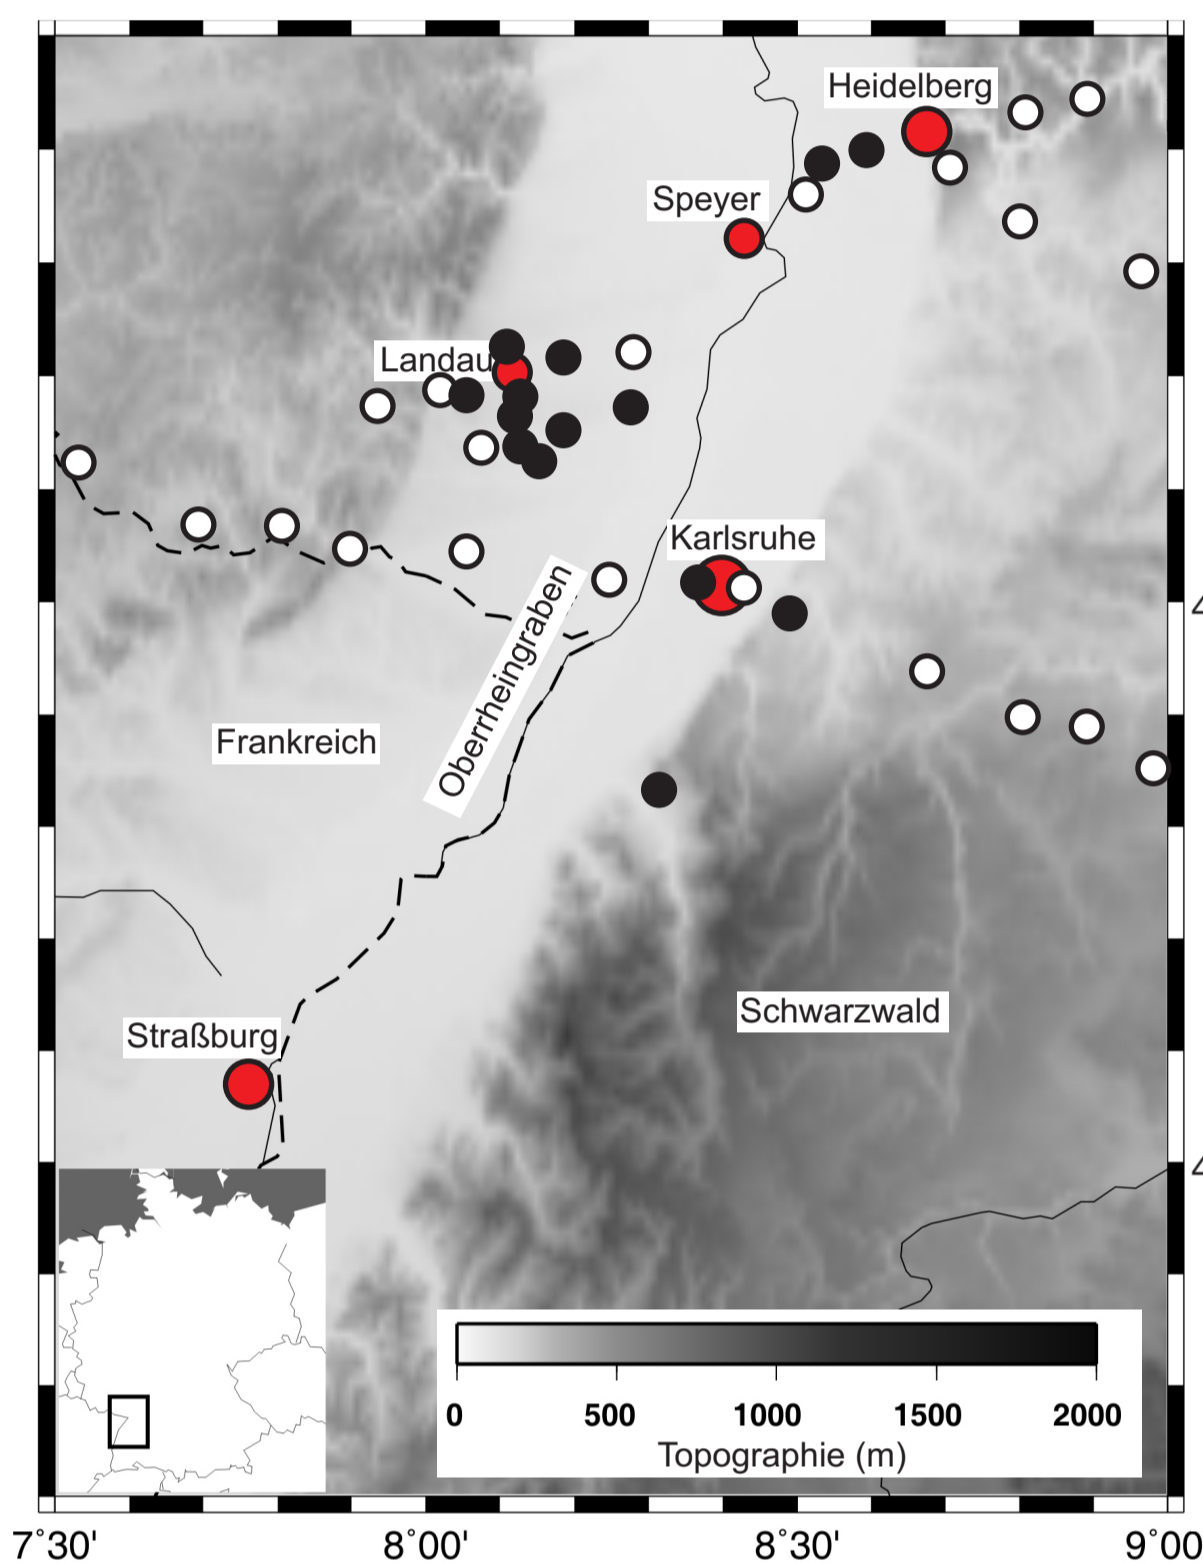 Heidelberg
Speyer
Landau
Karlsruhe
Oberrheingraben
Frankreich
Schwarzwald
Straßburg
0 500 1000 1500 2000
Topographie (m)
7˚30' 8˚00' 8˚30' 9˚00